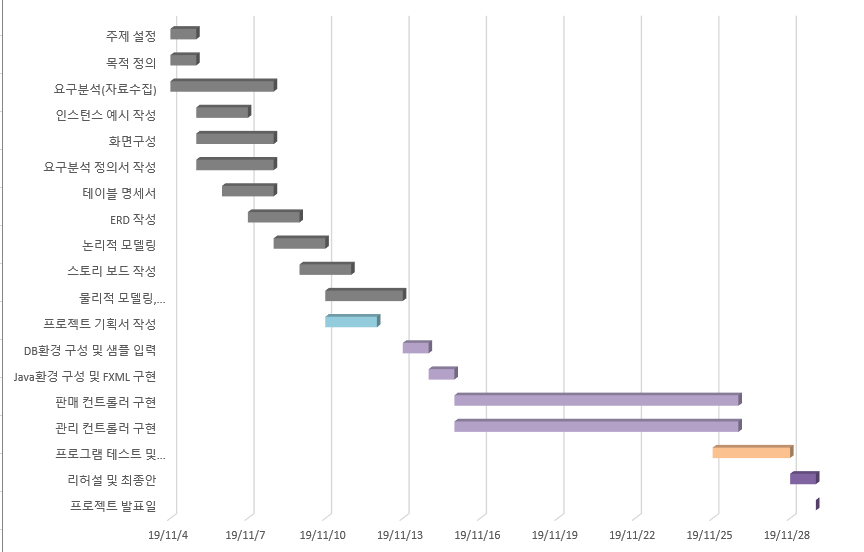 주제 설정
목적 정의
요구분석(자료수집)
인스턴스 예시 작성
화면구성
요구분석 정의서 작성
테이블 명세서
ERD 작성
논리적 모델링
스토리 보드 작성
물리적 모델링,...
프로젝트 기획서 작성
DB환경 구성 및 샘플 입력
Java환경 구성 및 FXML 구현
판매 컨트롤러 구현
관리 컨트롤러 구현
프로그램 테스트 및...
리허설 및 최종안
프로젝트 발표일
19/11/4 19/11/7 19/11/10 19/11/13 19/11/16 19/11/19 19/11/22 19/11/25 19/11/28